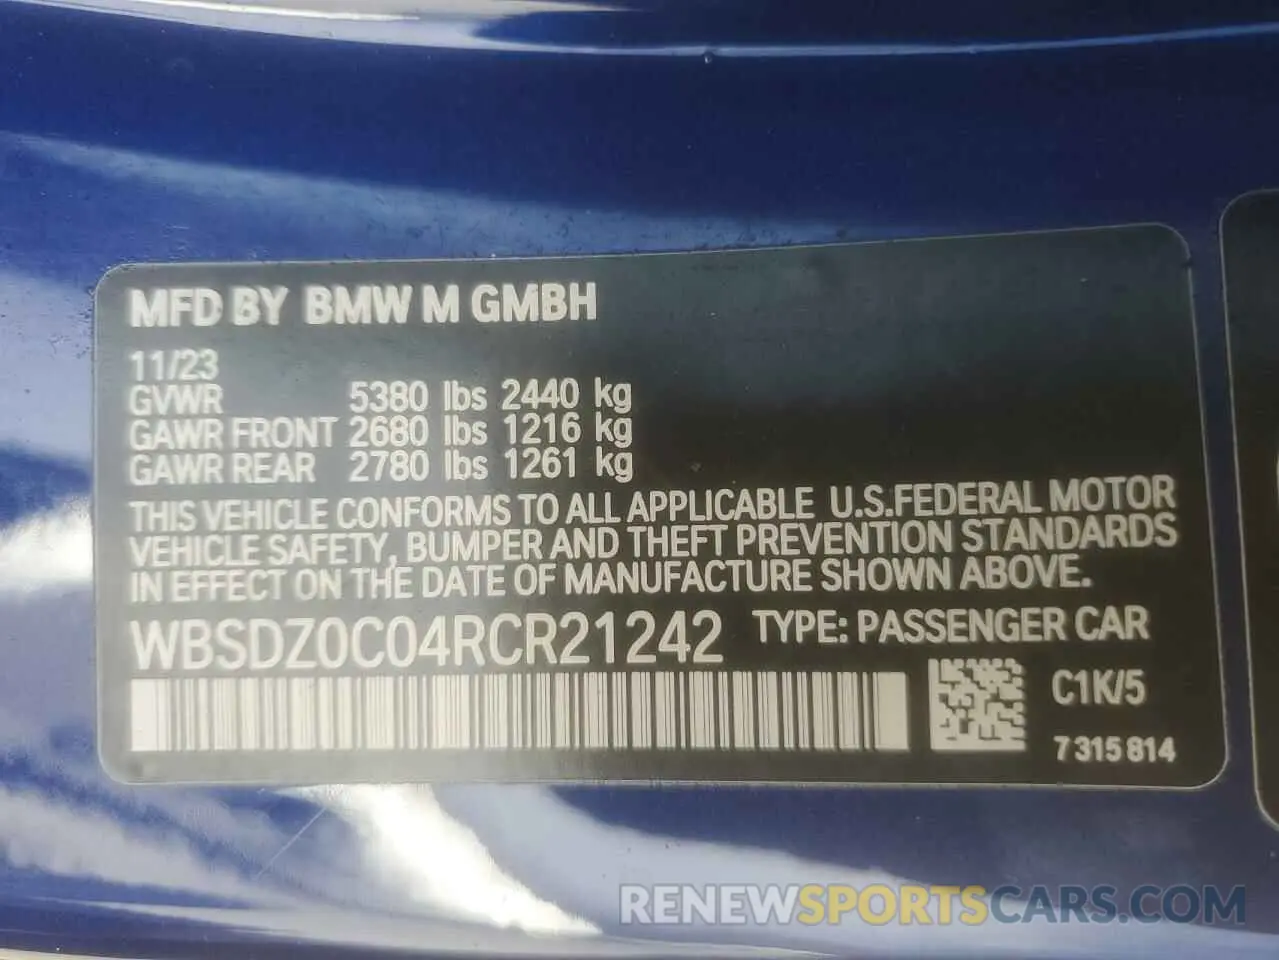 MFD BY BMW M GMBH
11/23
GVWR 5380 lbs 2440 kg
GAWR FRONT 2680 lbs 1216 kg
GAWR REAR 2780 lbs 1261 kg
THIS VEHICLE CONFORMS TO ALL APPLICABLE U.S.FEDERAL MOTOR
VEHICLE SAFETY, BUMPER AND THEFT PREVENTION STANDARDS
IN EFFECT ON THE DATE OF MANUFACTURE SHOWN ABOVE.
WBSDZ0C04RCR21242 TYPE: PASSENGER CAR
C1K/5
7 315 814
RENEWSPORTSCARS.COM